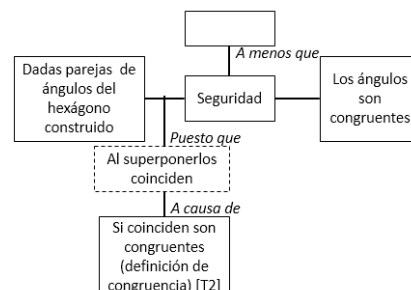 A menos que
Dadas parejas de
ángulos del
hexágono
construido
Seguridad
Los ángulos
son
congruentes
Puesto que
Al superponerlos
coinciden
A causa de
Si coinciden son
congruentes
(definición de
congruencia) [T2]